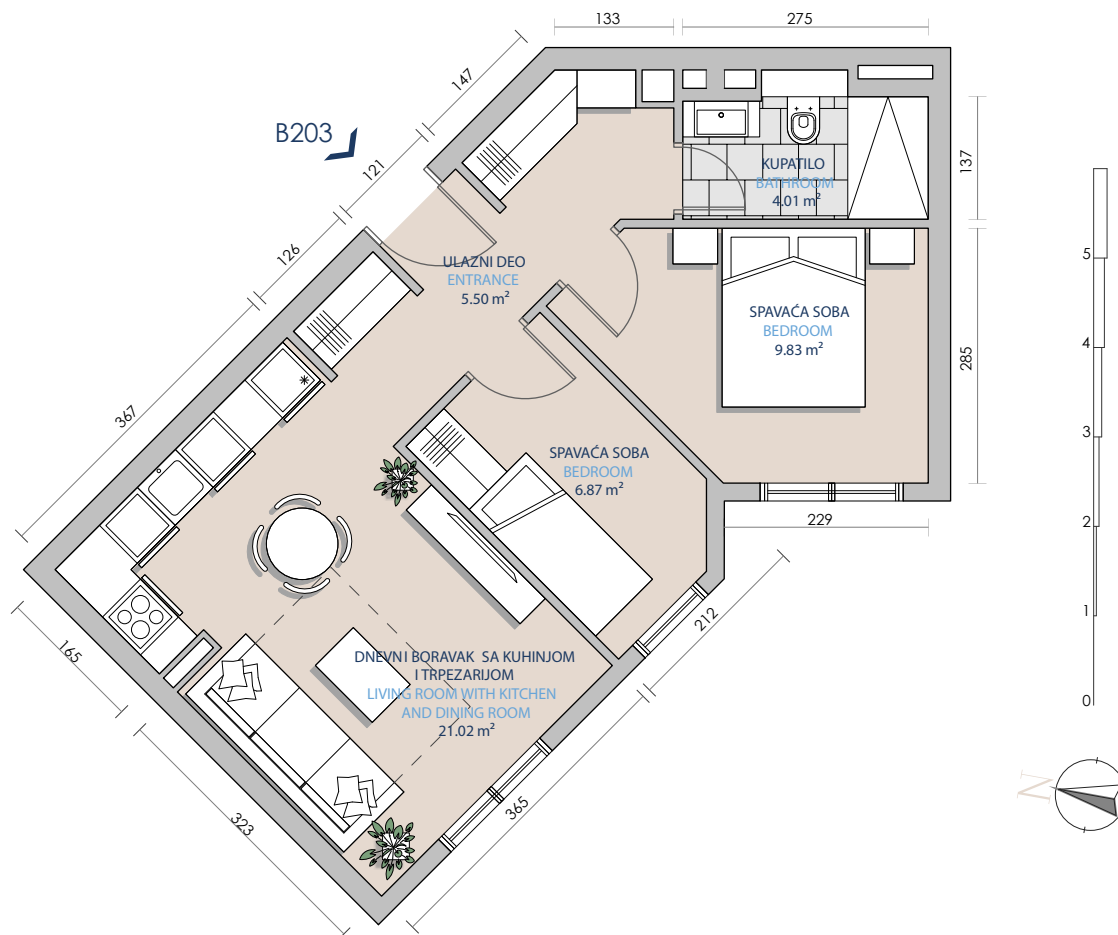 133
275
147
B203
121
126
367
137
KUPATILO
BATHROOM
4.01 m²
ULAZNI DEO
ENTRANCE
5.50 m²
SPAVAĆA SOBA
BEDROOM
9.83 m²
285
SPAVAĆA SOBA
BEDROOM
6.87 m²
229
212
165
DNEVNI BORAVAK SA KUHINJOM
I TRPEZARIJOM
LIVING ROOM WITH KITCHEN
AND DINING ROOM
21.02 m²
365
323
5
4
3
2
1
0
N